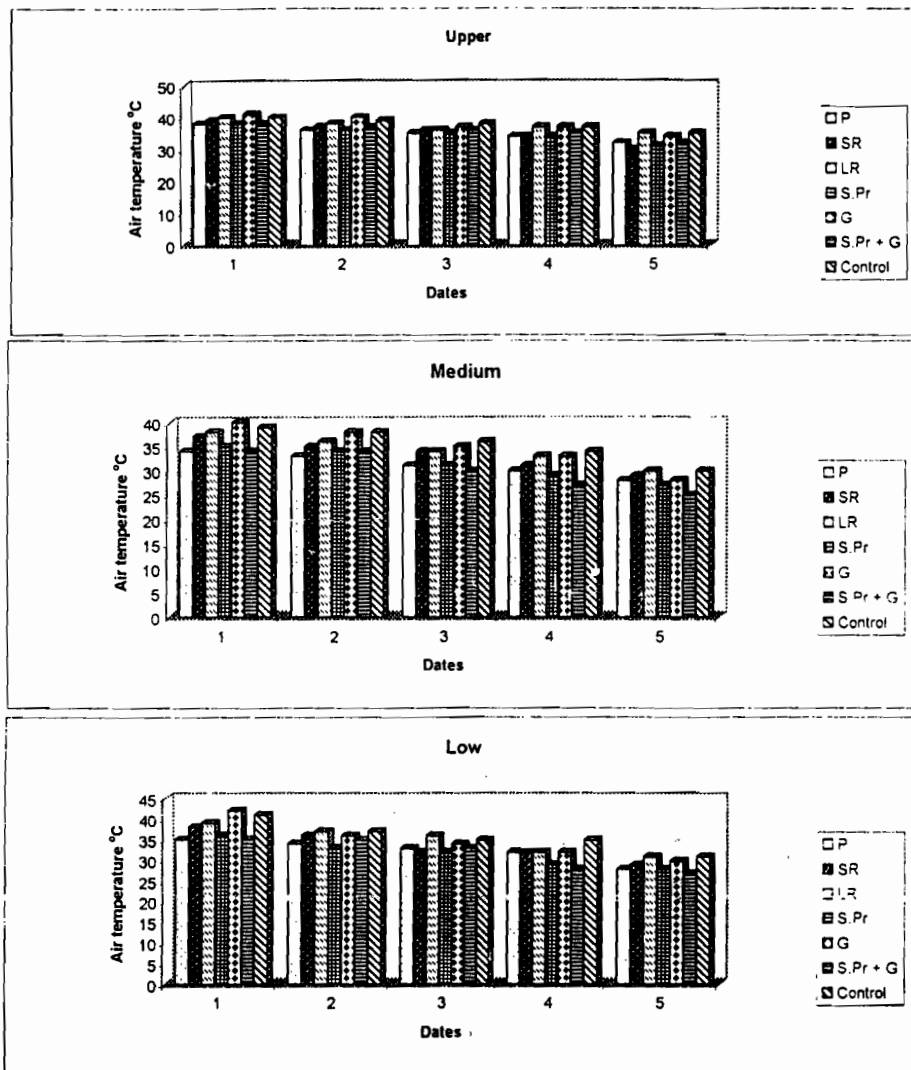 Upper
Air temperature °C
50
40
30
20
10
0
1 2 3 4 5
Dates
P
SR
LR
S.Pr
G
S.Pr + G
Control
Medium
Air temperature °C
40
35
30
25
20
15
10
5
0
1 2 3 4 5
Dates
P
SR
LR
S.Pr
G
S Pr + G
Control
Low
Air temperature °C
45
40
35
30
25
20
15
10
5
0
1 2 3 4 5
Dates
P
SR
LR
S.Pr
G
S.Pr + G
Control